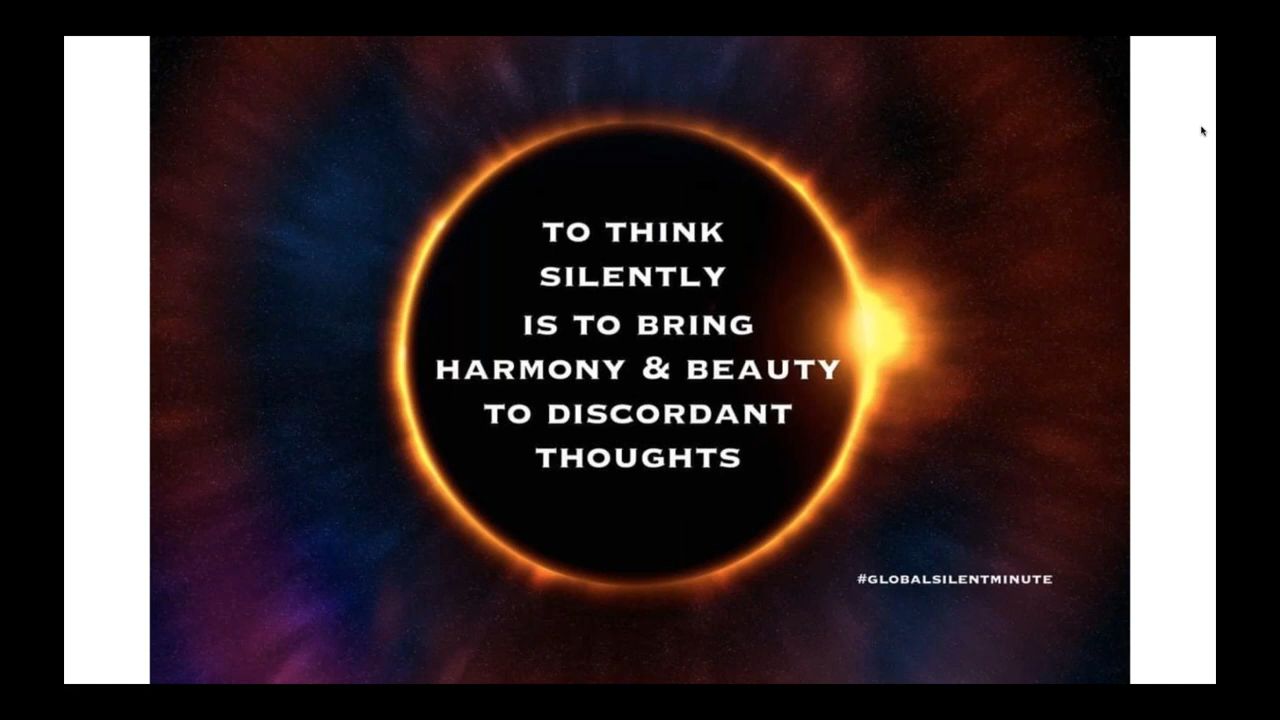 TO THINK
SILENTLY
IS TO BRING
HARMONY & BEAUTY
TO DISCORDANT
THOUGHTS
#GLOBALSILENTMINUTE